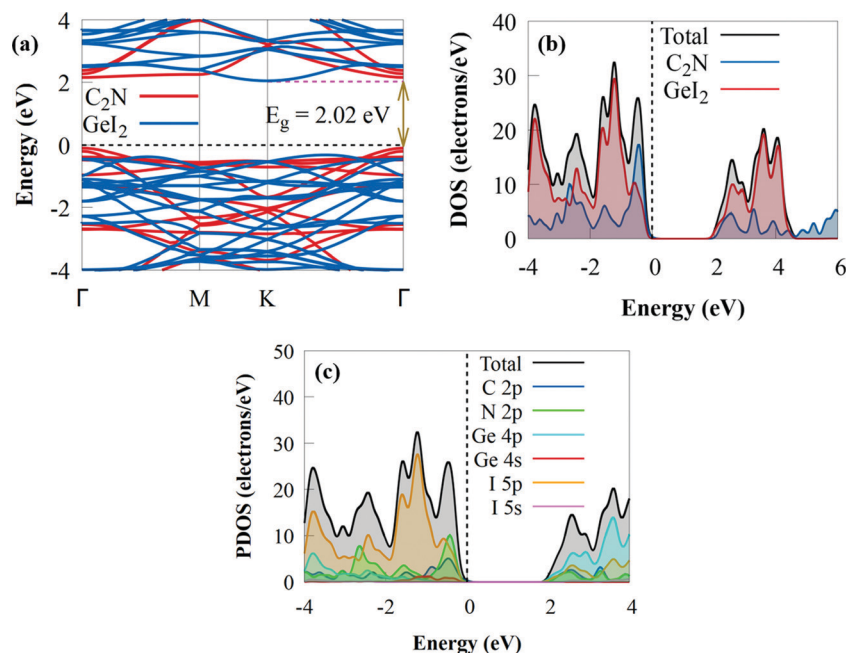 (a)
Energy (eV)
4
2
0
-2
-4
C₂N
GeI₂
E_g = 2.02 eV
Γ M K Γ
(b)
DOS (electrons/eV)
40
30
20
10
0
Total
C₂N
GeI₂
-4 -2 0 2 4 6
Energy (eV)
(c)
PDOS (electrons/eV)
50
40
30
20
10
0
Total
C 2p
N 2p
Ge 4p
Ge 4s
I 5p
I 5s
-4 -2 0 2 4
Energy (eV)